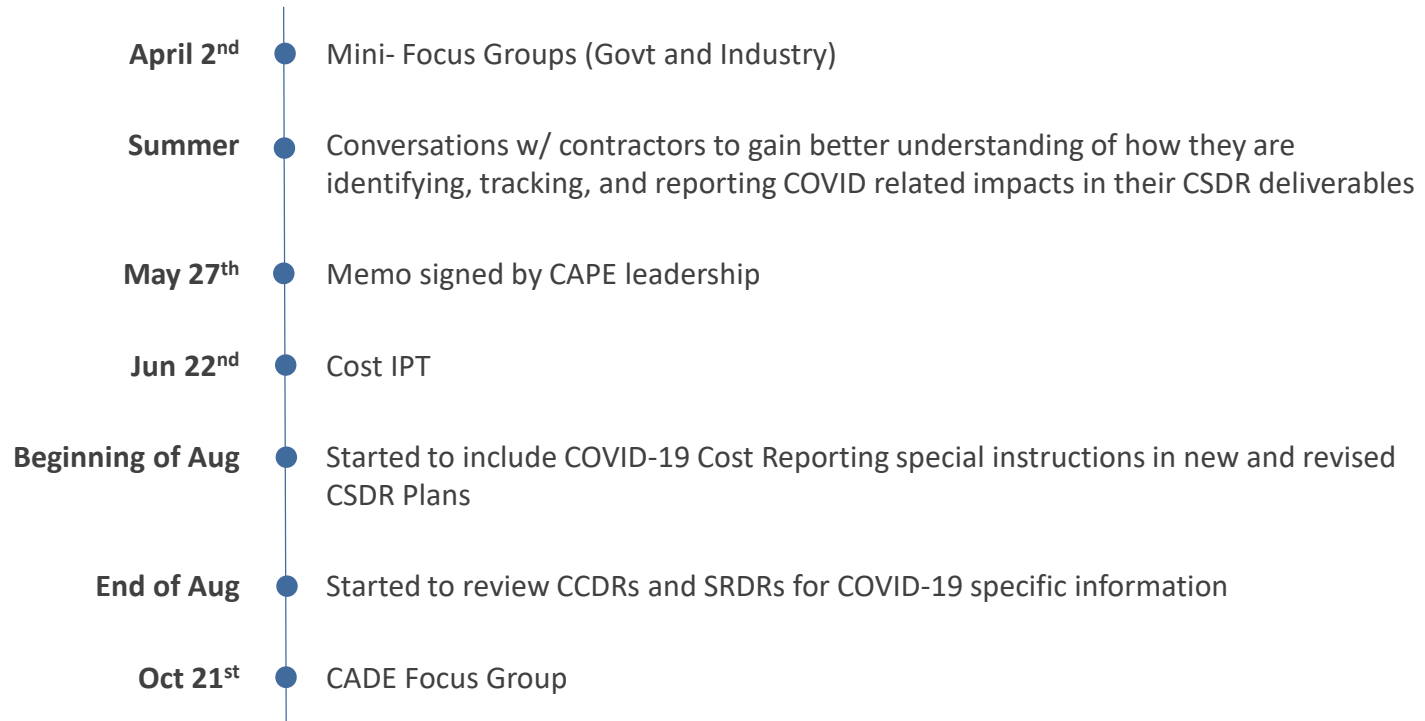 April 2nd Mini- Focus Groups (Govt and Industry)
Summer Conversations w/ contractors to gain better understanding of how they are
identifying, tracking, and reporting COVID related impacts in their CSDR deliverables
May 27th Memo signed by CAPE leadership
Jun 22nd Cost IPT
Beginning of Aug Started to include COVID-19 Cost Reporting special instructions in new and revised
CSDR Plans
End of Aug Started to review CCDRs and SRDRs for COVID-19 specific information
Oct 21st CADE Focus Group